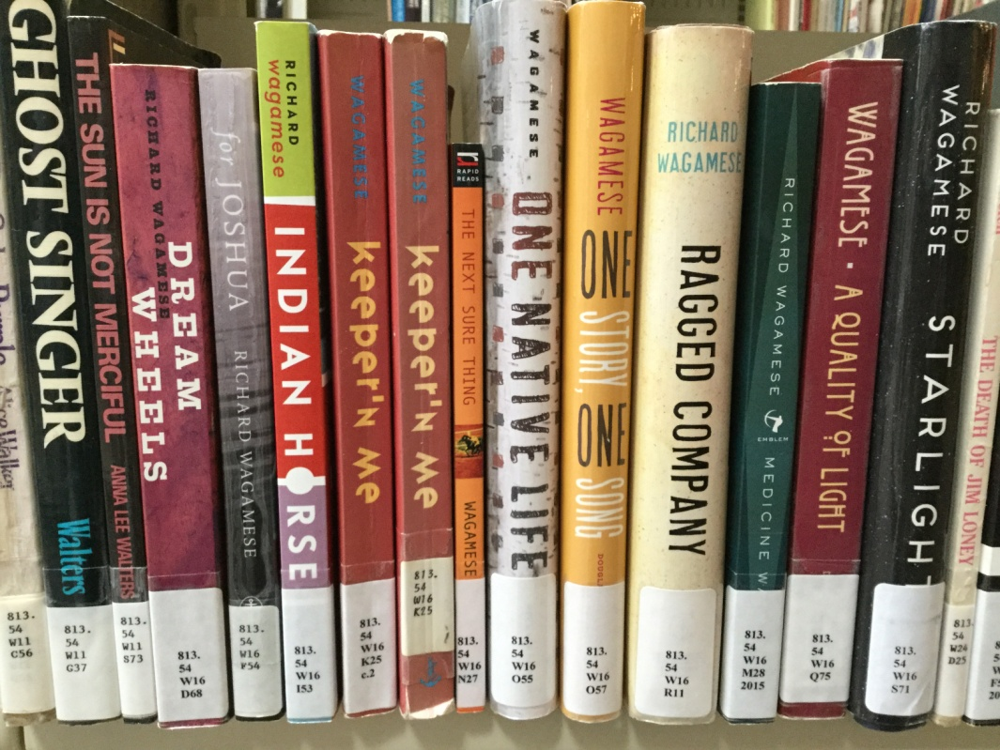 Purple
Alice Walker
813.
54
W11
C56
GHOST SINGER
Walters
813.
54
W11
G37
THE SUN IS NOT MERCIFUL
ANNA LEE WALTERS
813.
54
W11
S73
RICHARD WAGAMESE
DREAM
WHEELS
813.
54
W16
D68
for JOSHUA
RICHARD WAGAMESE
813.
54
W16
F54
RICHARD
wagamese
INDIAN HORSE
813.
54
W16
I53
WAGAMESE
keeper'n me
813.
54
W16
K25
c.2
WAGAMESE
keeper'n me
813.
54
W16
K25
RAPID
READS
THE NEXT SURE THING
WAGAMESE
813.
54
W16
N27
WAGAMESE
ONE NATIVE LIFE
813.
54
W16
O55
WAGAMESE
ONE STORY, ONE SONG
DOUGL
813.
54
W16
O57
RICHARD
WAGAMESE
RAGGED COMPANY
813.
54
W16
R11
RICHARD WAGAMESE
EMBLEM
MEDICINE W
813.
54
W16
M28
2015
WAGAMESE · A QUALITY OF LIGHT
813.
54
W16
Q75
RICHARD
WAGAMESE
STARLIGHT
813.
54
W16
S71
THE DEATH OF JIM LONEY
813.
54
W24
D25